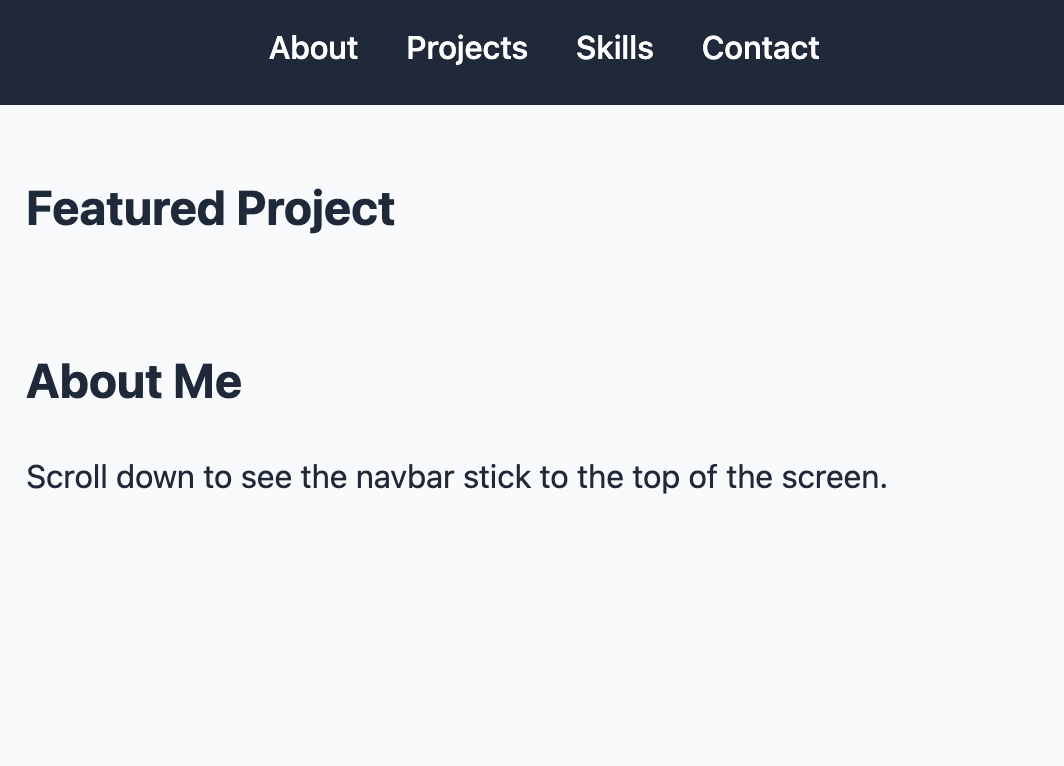 About Projects Skills Contact
Featured Project
About Me
Scroll down to see the navbar stick to the top of the screen.